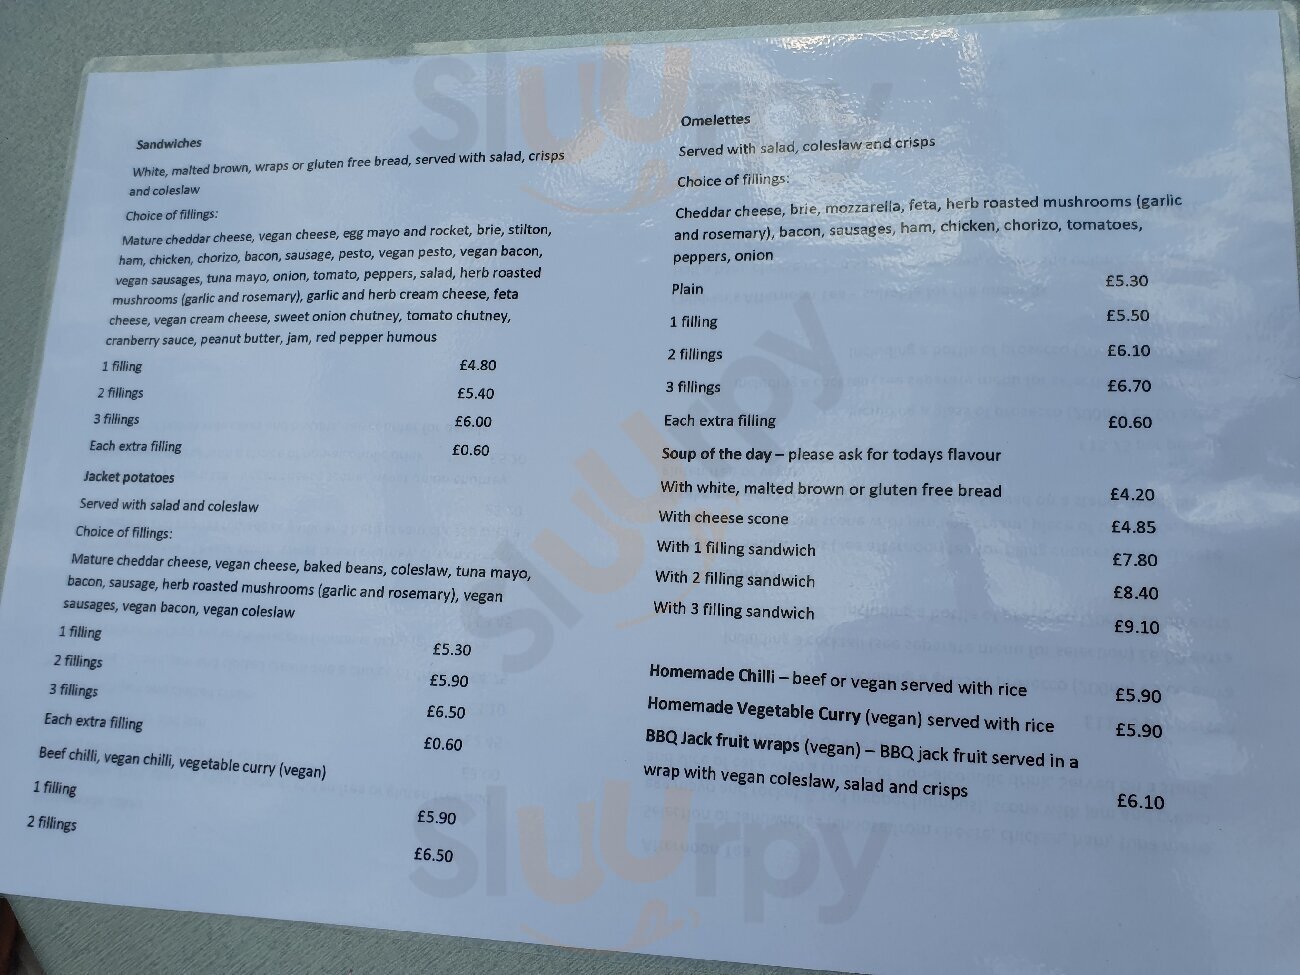 Sandwiches
White, malted brown, wraps or gluten free bread, served with salad, crisps
and coleslaw
Choice of fillings:
Mature cheddar cheese, vegan cheese, egg mayo and rocket, brie, stilton,
ham, chicken, chorizo, bacon, sausage, pesto, vegan pesto, vegan bacon,
vegan sausages, tuna mayo, onion, tomato, peppers, salad, herb roasted
mushrooms (garlic and rosemary), garlic and herb cream cheese, feta
cheese, vegan cream cheese, sweet onion chutney, tomato chutney,
cranberry sauce, peanut butter, jam, red pepper humous
1 filling £4.80
2 fillings £5.40
3 fillings £6.00
Each extra filling £0.60
Jacket potatoes
Served with salad and coleslaw
Choice of fillings:
Mature cheddar cheese, vegan cheese, baked beans, coleslaw, tuna mayo,
bacon, sausage, herb roasted mushrooms (garlic and rosemary), vegan
sausages, vegan bacon, vegan coleslaw
1 filling £5.30
2 fillings £5.90
3 fillings £6.50
Each extra filling £0.60
Beef chilli, vegan chilli, vegetable curry (vegan)
1 filling £5.90
2 fillings £6.50
Omelettes
Served with salad, coleslaw and crisps
Choice of fillings:
Cheddar cheese, brie, mozzarella, feta, herb roasted mushrooms (garlic
and rosemary), bacon, sausages, ham, chicken, chorizo, tomatoes,
peppers, onion
Plain £5.30
1 filling £5.50
2 fillings £6.10
3 fillings £6.70
Each extra filling £0.60
Soup of the day – please ask for todays flavour
With white, malted brown or gluten free bread £4.20
With cheese scone £4.85
With 1 filling sandwich £7.80
With 2 filling sandwich £8.40
With 3 filling sandwich £9.10
Homemade Chilli – beef or vegan served with rice £5.90
Homemade Vegetable Curry (vegan) served with rice £5.90
BBQ Jack fruit wraps (vegan) – BBQ jack fruit served in a
wrap with vegan coleslaw, salad and crisps £6.10
slUUrpy
slUUrpy
slUUrpy